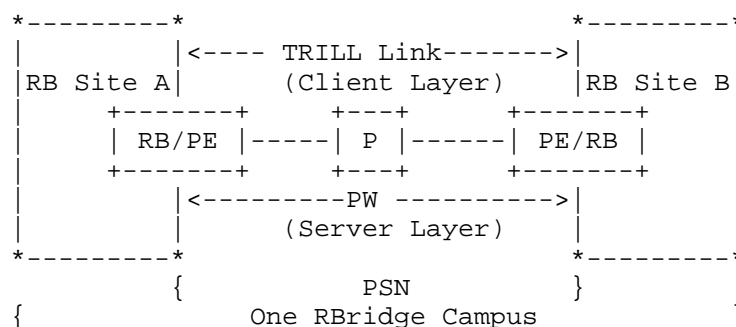 *---------* *---------*
| |<---- TRILL Link------->| 
|RB Site A| (Client Layer) |RB Site B
| +-------+ +---+ +-------+
| | RB/PE |-----| P |------| PE/RB |
| +-------+ +---+ +-------+
| |<---------PW ---------->|
| | (Server Layer) |
*---------* *---------*
{ PSN }
{ One RBridge Campus